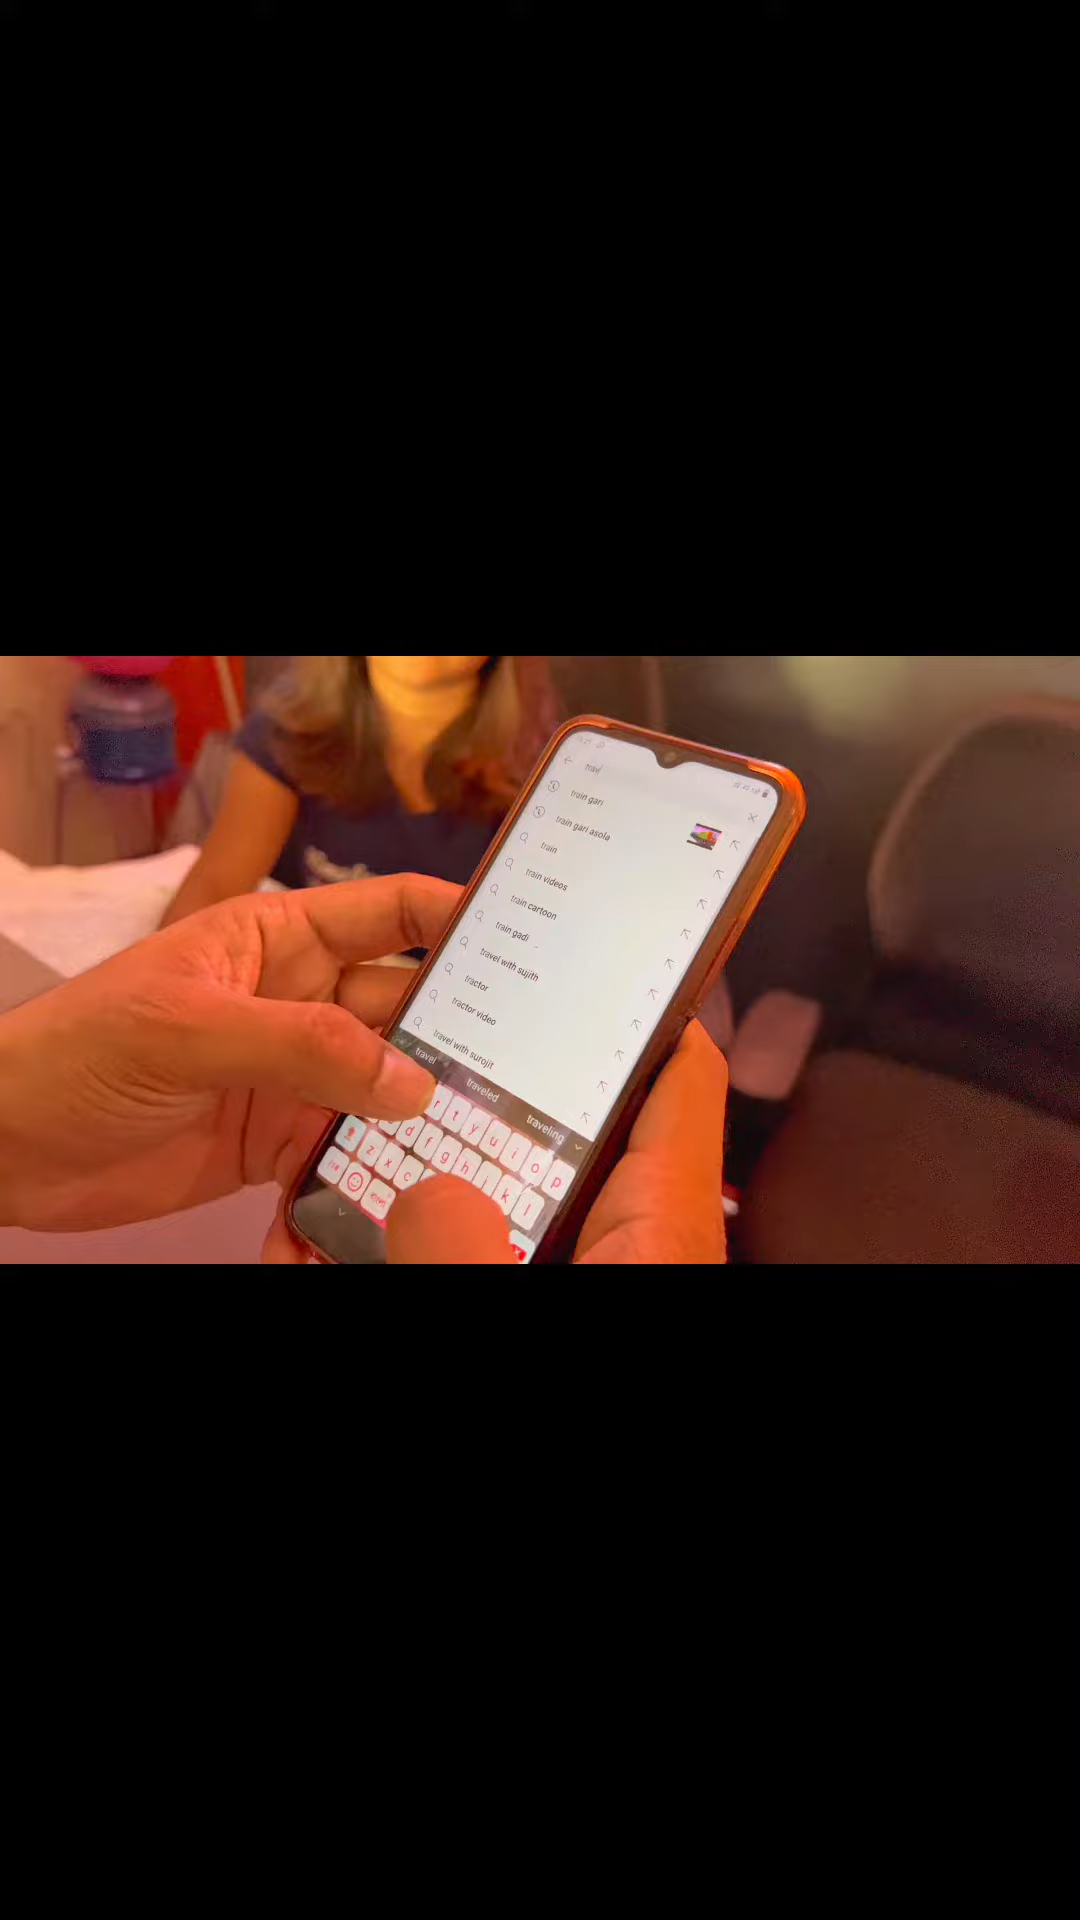 trav
train gari
train gari asola
train
train videos
train cartoon
train gadi
travel with sujith
tractor
tractor video
travel with surojit
travel traveled traveling
r t y u i o p
d f g h j k l
z x c